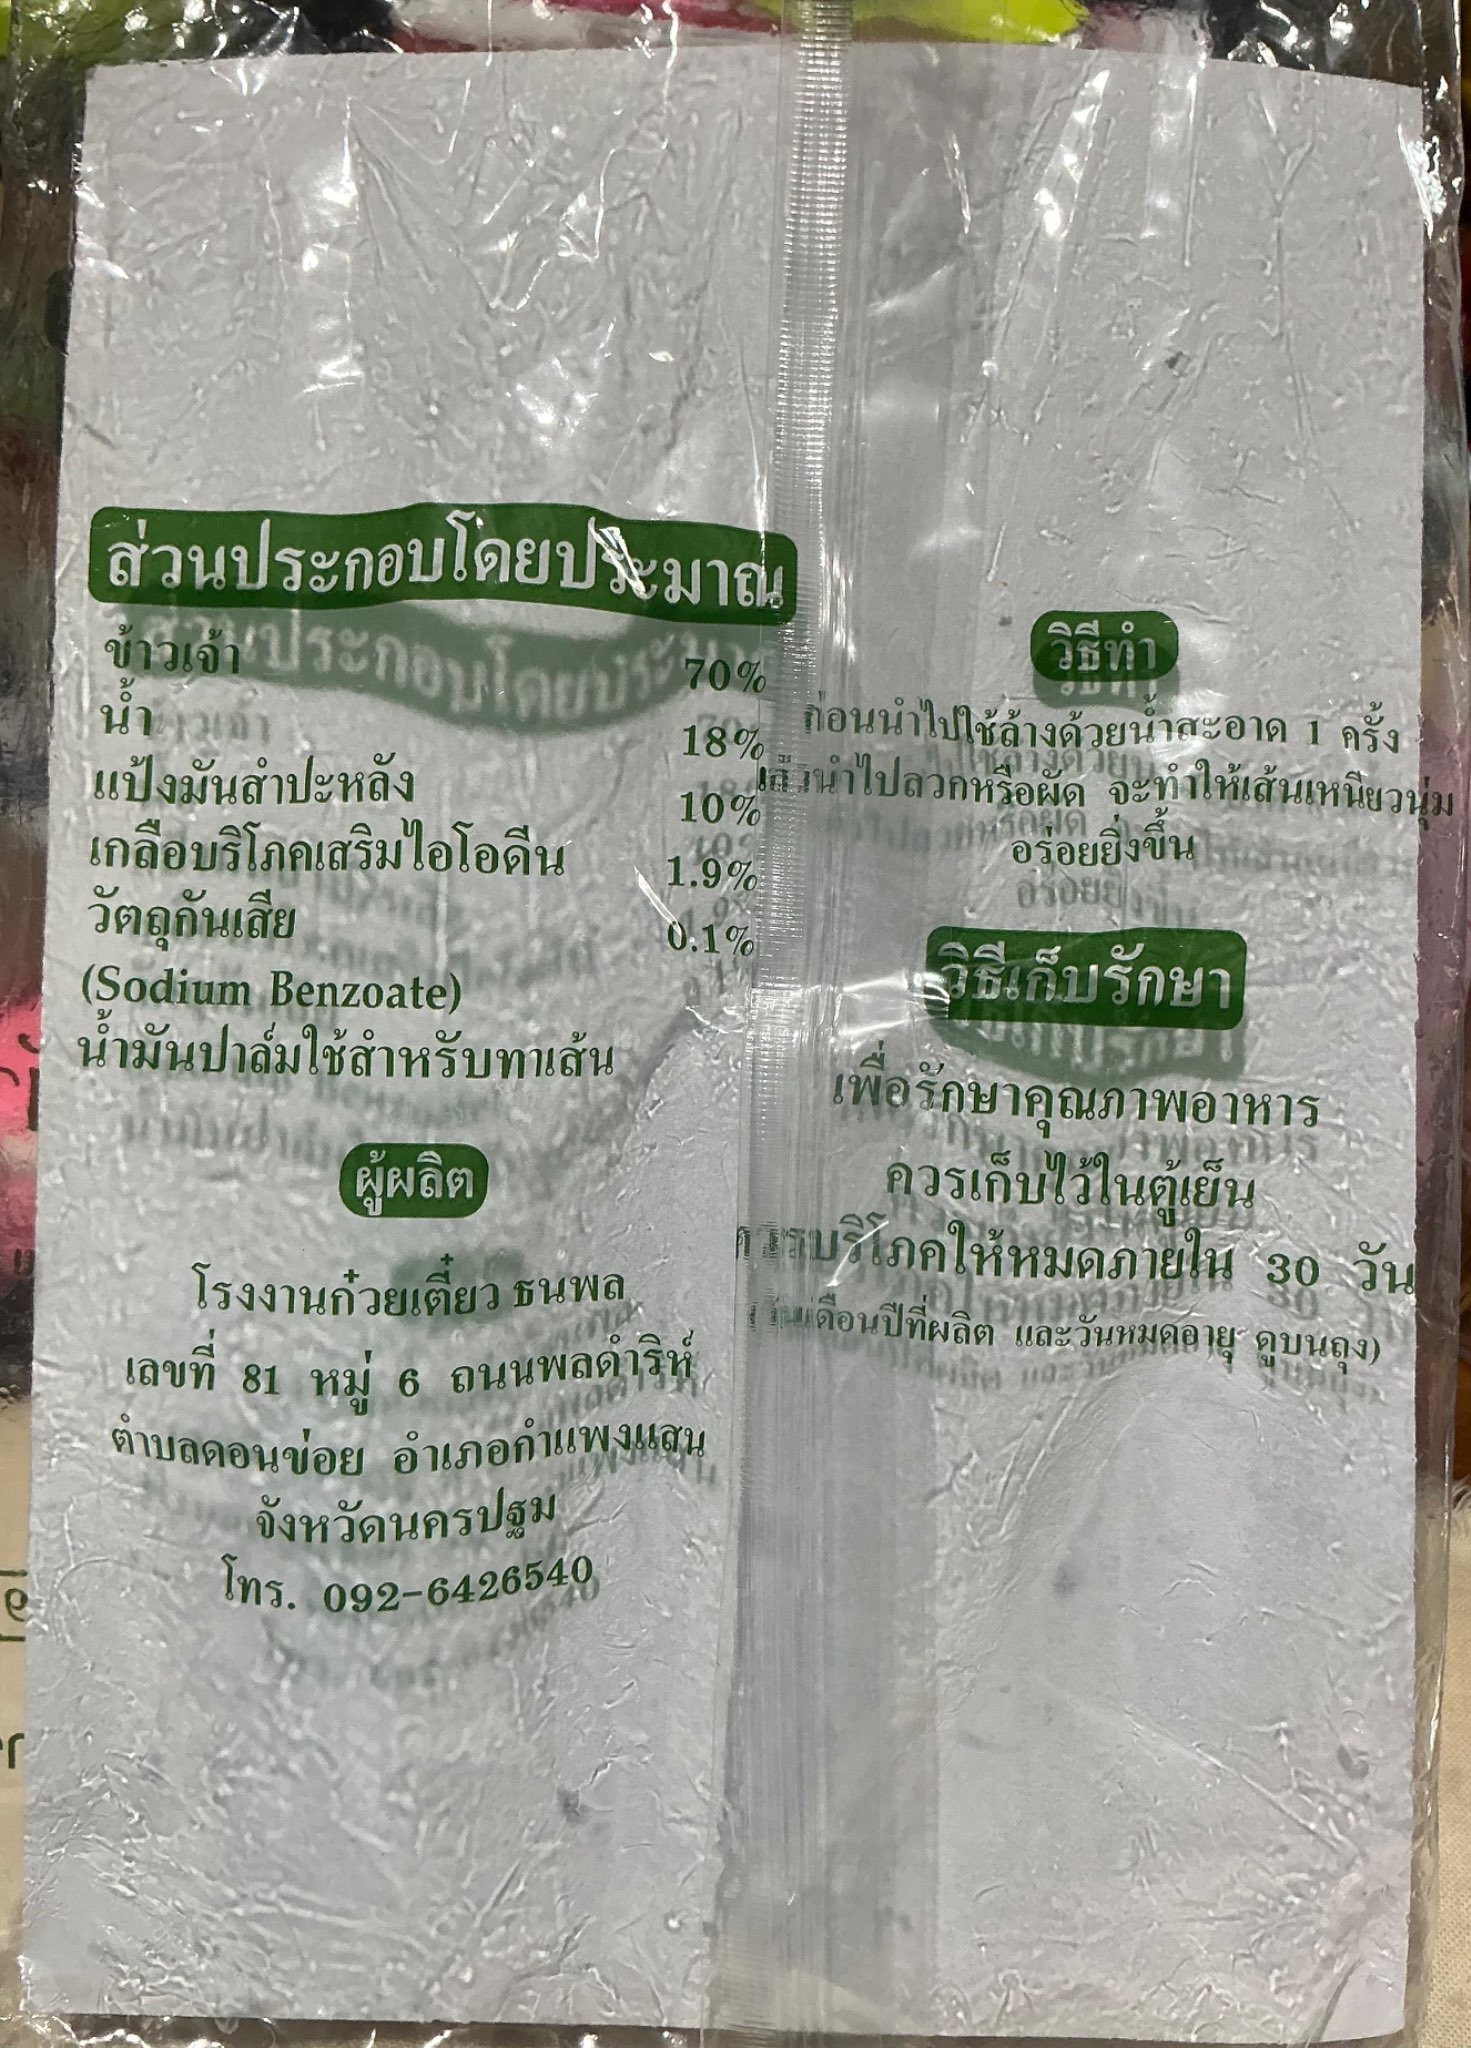 ส่วนประกอบโดยประมาณ
ข้าวเจ้า 70%
น้ำ 18%
แป้งมันสำปะหลัง 10%
เกลือบริโภคเสริมไอโอดีน 1.9%
วัตถุกันเสีย 0.1%
(Sodium Benzoate)
น้ำมันปาล์มใช้สำหรับทาเส้น
ผู้ผลิต
โรงงานก๋วยเตี๋ยว ธนพล
เลขที่ 81 หมู่ 6 ถนนพลดำริห์
ตำบลดอนข่อย อำเภอกำแพงแสน
จังหวัดนครปฐม
โทร. 092-6426540
วิธีทำ
ก่อนนำไปใช้ล้างด้วยน้ำสะอาด 1 ครั้ง
แล้วนำไปลวกหรือผัด จะทำให้เส้นเหนียวนุ่ม
อร่อยยิ่งขึ้น
วิธีเก็บรักษา
เพื่อรักษาคุณภาพอาหาร
ควรเก็บไว้ในตู้เย็น
ควรบริโภคให้หมดภายใน 30 วัน
(วันเดือนปีที่ผลิต และวันหมดอายุ ดูบนถุง)